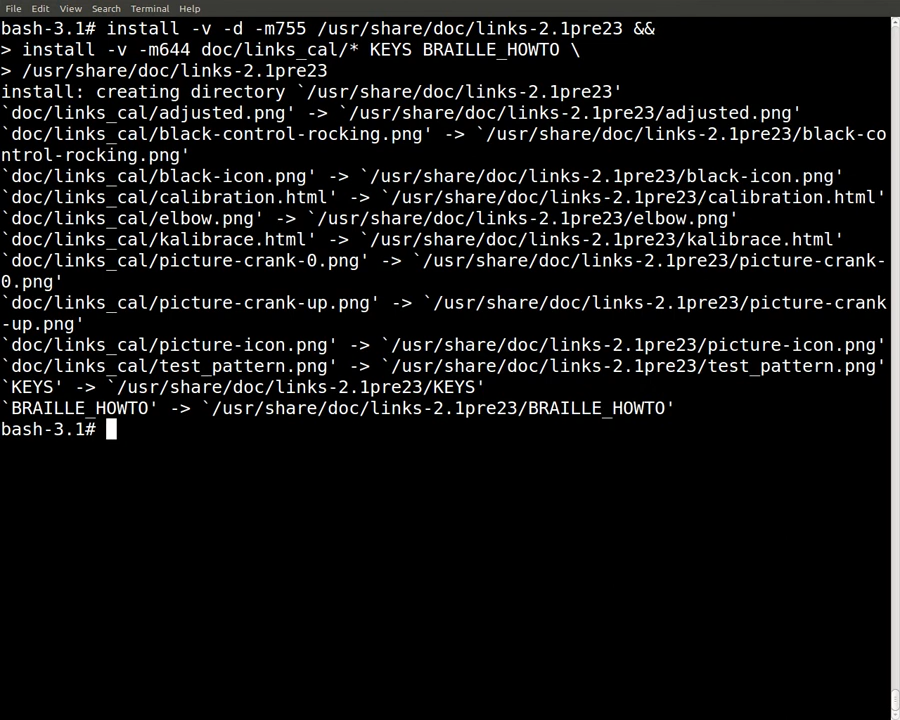 File Edit View Search Terminal Help
bash-3.1# install -v -d -m755 /usr/share/doc/links-2.1pre23 &&
> install -v -m644 doc/links_cal/* KEYS BRAILLE_HOWTO \
> /usr/share/doc/links-2.1pre23
install: creating directory `/usr/share/doc/links-2.1pre23'
`doc/links_cal/adjusted.png' -> `/usr/share/doc/links-2.1pre23/adjusted.png'
`doc/links_cal/black-control-rocking.png' -> `/usr/share/doc/links-2.1pre23/black-co
ntrol-rocking.png'
`doc/links_cal/black-icon.png' -> `/usr/share/doc/links-2.1pre23/black-icon.png'
`doc/links_cal/calibration.html' -> `/usr/share/doc/links-2.1pre23/calibration.html'
`doc/links_cal/elbow.png' -> `/usr/share/doc/links-2.1pre23/elbow.png'
`doc/links_cal/kalibrace.html' -> `/usr/share/doc/links-2.1pre23/kalibrace.html'
`doc/links_cal/picture-crank-0.png' -> `/usr/share/doc/links-2.1pre23/picture-crank-
0.png'
`doc/links_cal/picture-crank-up.png' -> `/usr/share/doc/links-2.1pre23/picture-crank
-up.png'
`doc/links_cal/picture-icon.png' -> `/usr/share/doc/links-2.1pre23/picture-icon.png'
`doc/links_cal/test_pattern.png' -> `/usr/share/doc/links-2.1pre23/test_pattern.png'
`KEYS' -> `/usr/share/doc/links-2.1pre23/KEYS'
`BRAILLE_HOWTO' -> `/usr/share/doc/links-2.1pre23/BRAILLE_HOWTO'
bash-3.1#